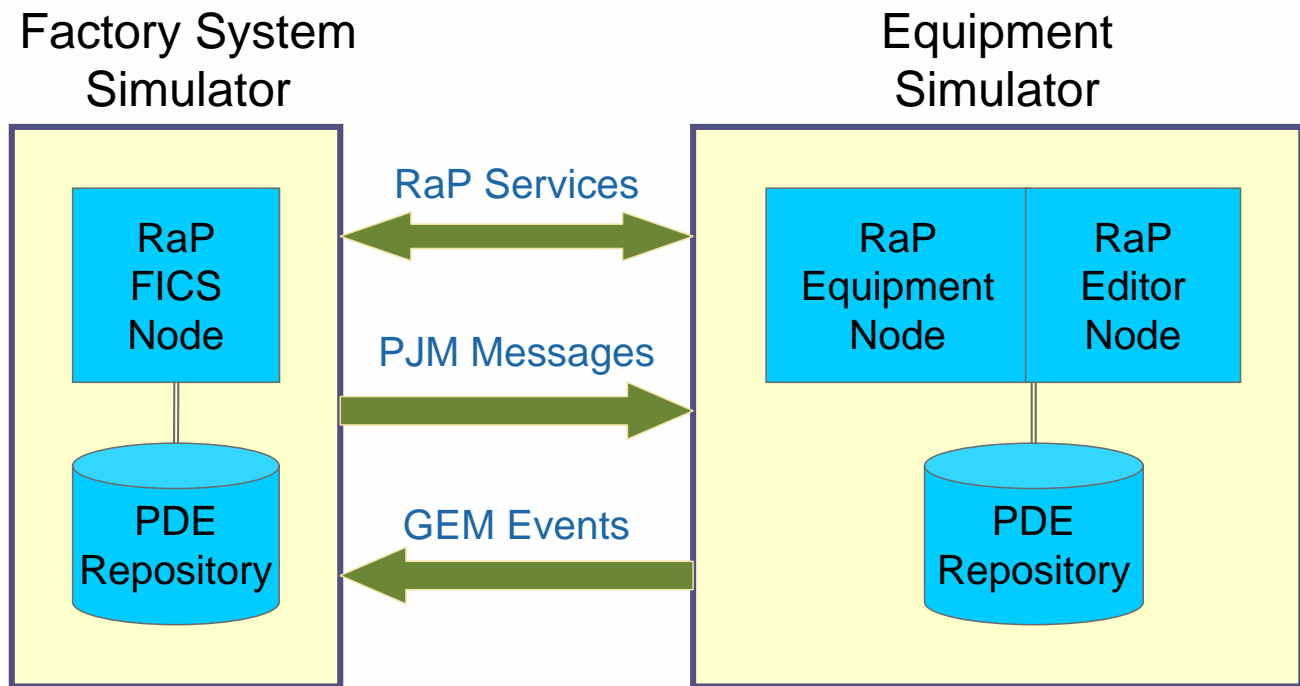 Factory System
Simulator
Equipment
Simulator
RaP
FICS
Node
PDE
Repository
RaP Services
PJM Messages
GEM Events
RaP
Equipment
Node
RaP
Editor
Node
PDE
Repository